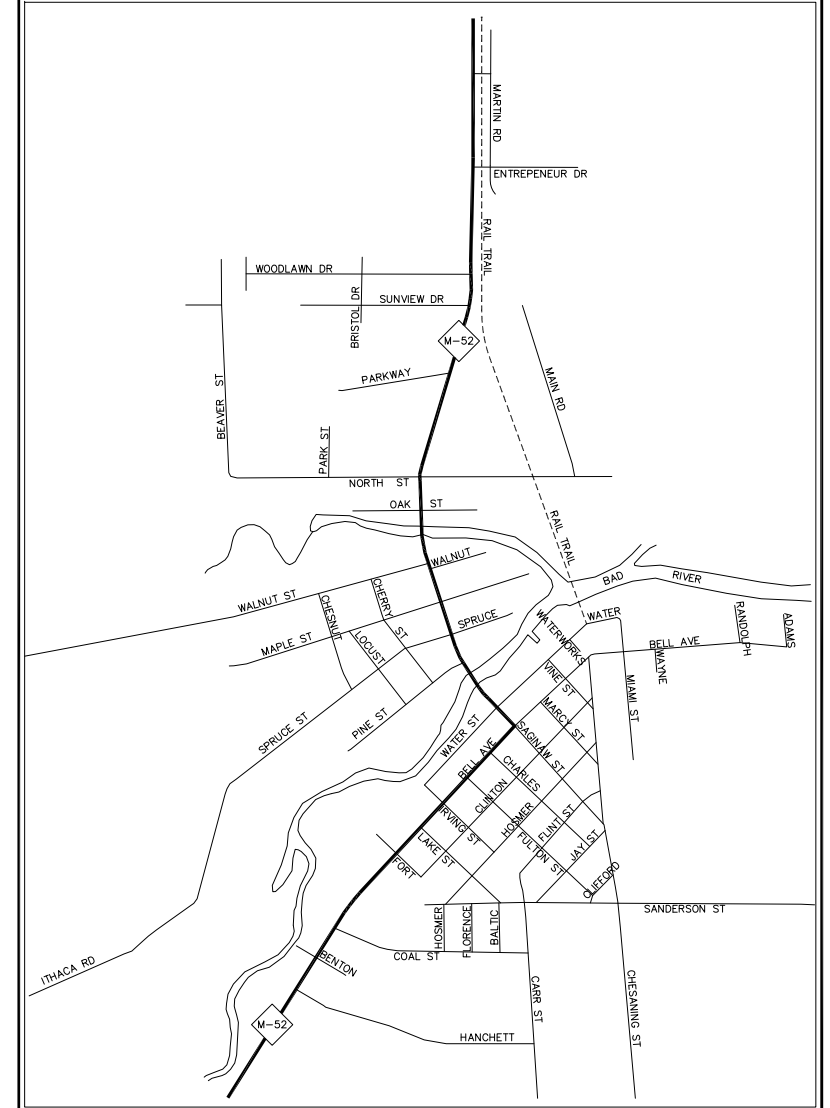 MARTIN RD
ENTREPENEUR DR
RAIL TRAIL
WOODLAWN DR
SUNVIEW DR
BRISTOL DR
M-52
PARKWAY
MAIN RD
BEAVER ST
PARK ST
NORTH ST
OAK ST
RAIL TRAIL
WALNUT
BAD RIVER
WALNUT ST
CHESNUT
CHERRY ST
MAPLE ST
LOCUST
SPRUCE
WATERWORKS
WATER
RANDOLPH
ADAMS
BELL AVE
WAYNE
VINE ST
MIAMI ST
MARCY ST
SPRUCE ST
PINE ST
WATER ST
SAGINAW ST
BELL AVE
CHARLES
CLINTON
HOSMER
IRVING ST
FLINT ST
LAKE ST
FULTON ST
JAY ST
FORT
CLIFFORD
SANDERSON ST
HOSMER
FLORENCE
BALTIC
ITHACA RD
BENTON
COAL ST
CARR ST
CHESANING ST
M-52
HANCHETT